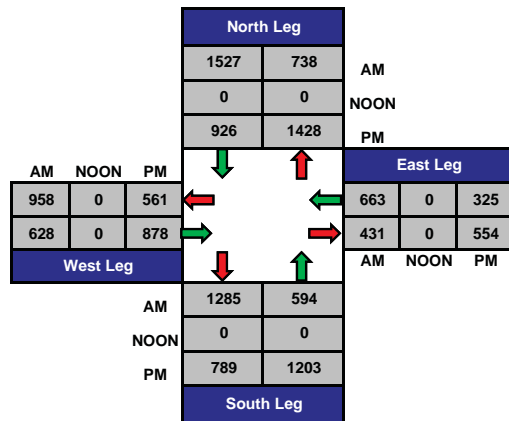 North Leg
1527 738 AM
0 0 NOON
926 1428 PM
AM NOON PM East Leg
958 0 561 663 0 325
628 0 878 431 0 554
West Leg AM NOON PM
AM 1285 594
NOON 0 0
PM 789 1203
South Leg